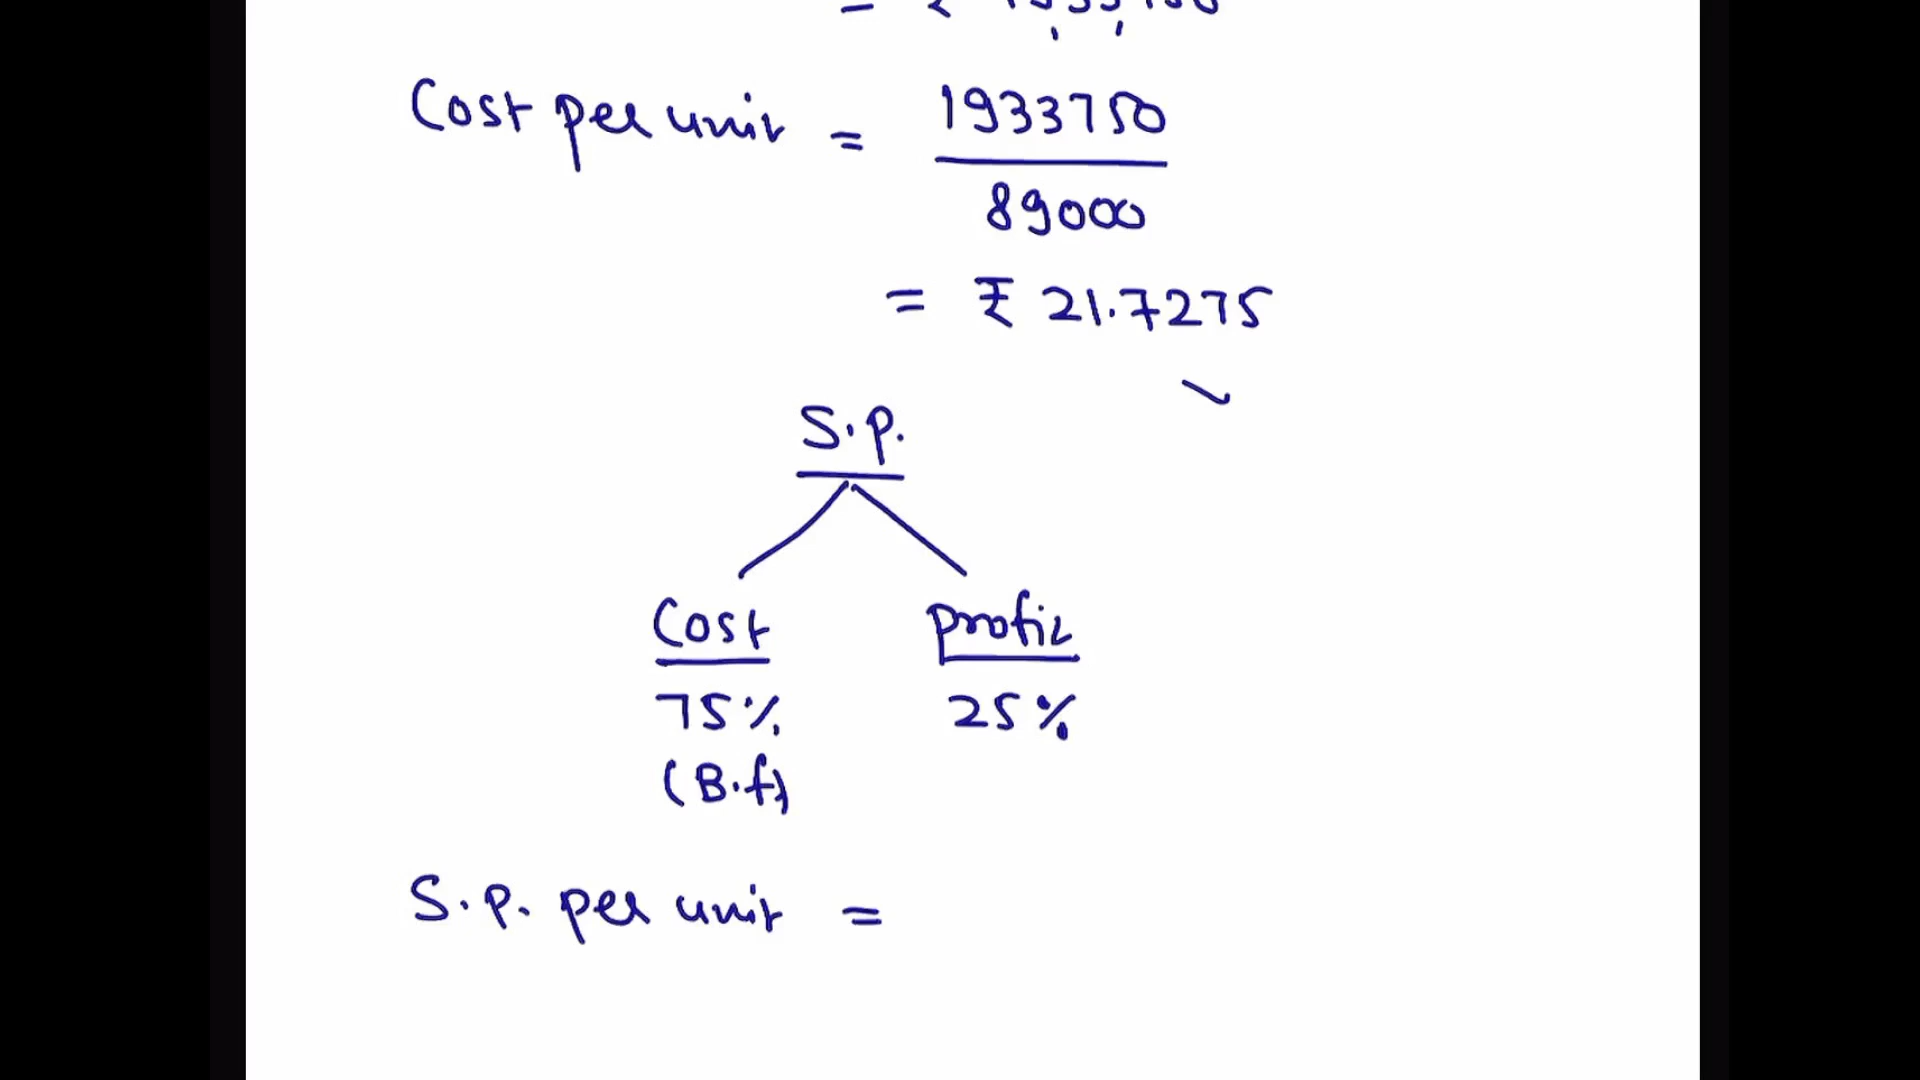 Cost per unit = 1933750
89000
= ₹ 21.7275
S.P.
Cost Profit
75% 25%
(B.f)
S.P. per unit =